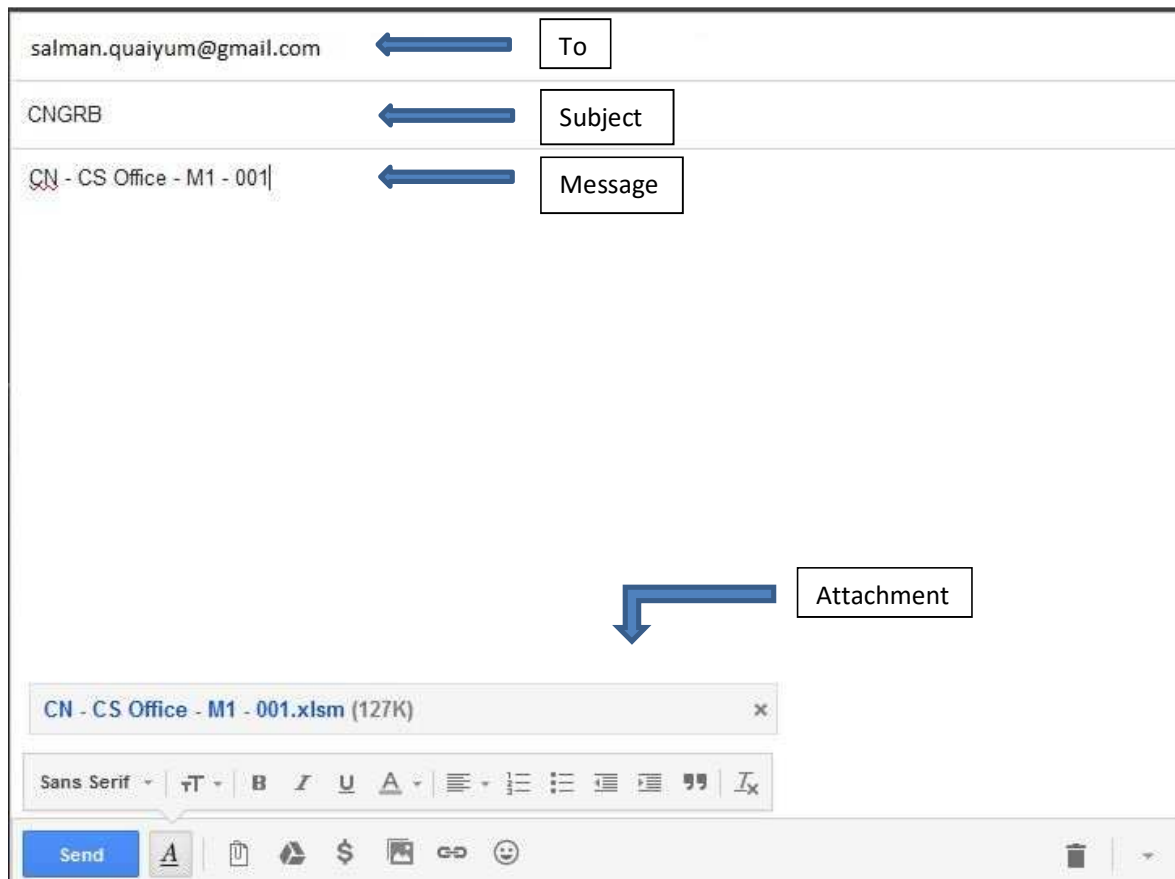 salman.quaiyum@gmail.com To
CNGRB Subject
CN - CS Office - M1 - 001 Message
Attachment
CN - CS Office - M1 - 001.xlsm (127K)
Sans Serif
Send